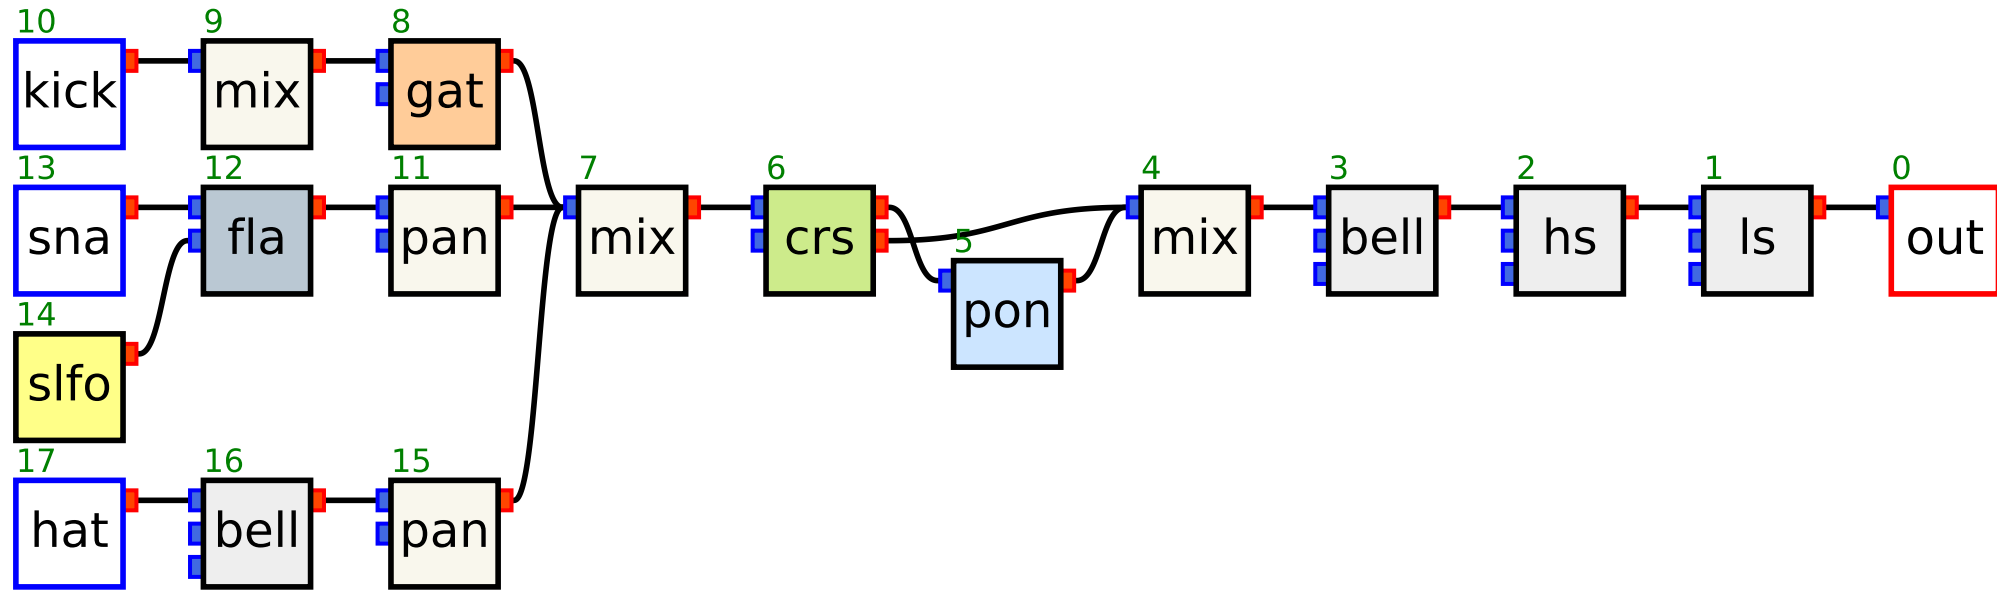 10 9 8
kick mix gat
13 12 11 7 6 4 3 2 1 0
sna fla pan mix crs mix bell hs ls out
5
pon
14
slfo
17 16 15
hat bell pan